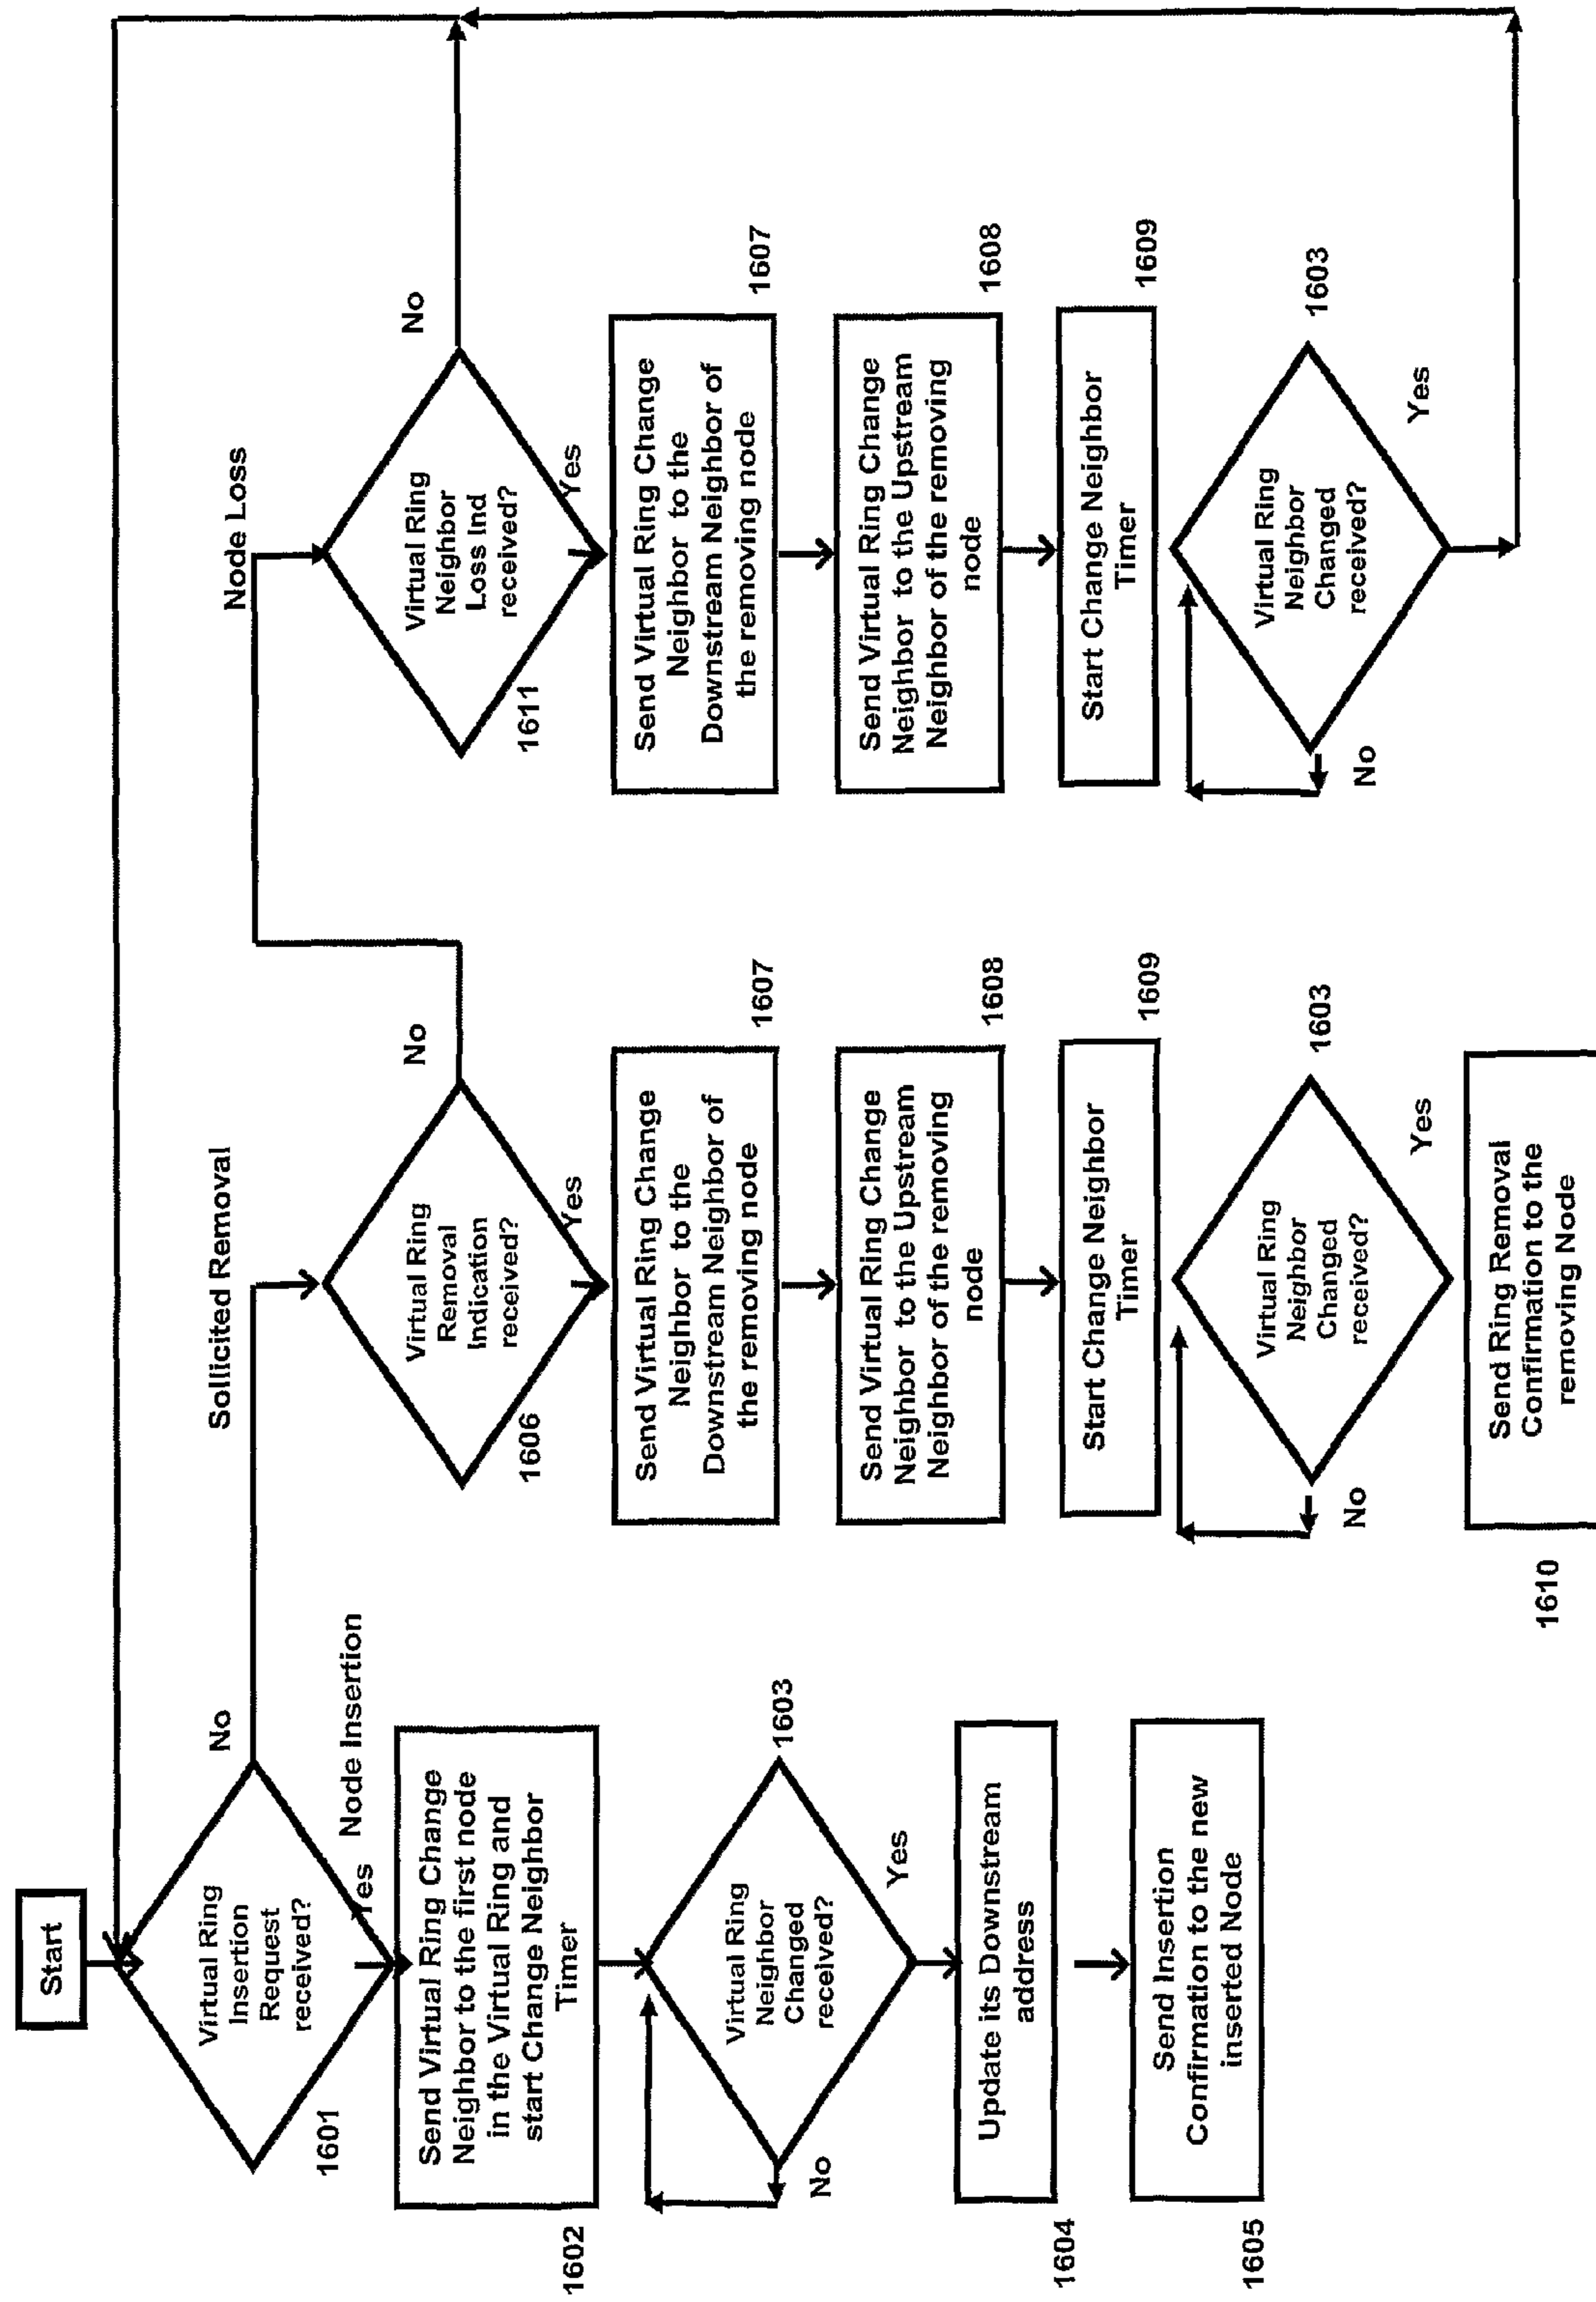 Start
Virtual Ring
Insertion
Request
received?
1601
No
Yes
Node Insertion
Send Virtual Ring Change
Neighbor to the first node
in the Virtual Ring and
start Change Neighbor
Timer
1602
Virtual Ring
Neighbor
Changed
received?
1603
No
Yes
Update its Downstream
address
1604
Send Insertion
Confirmation to the new
inserted Node
1605
Sollicited Removal
Virtual Ring
Removal
Indication
received?
1606
No
Yes
Send Virtual Ring Change
Neighbor to the
Downstream Neighbor of
the removing node
1607
Send Virtual Ring Change
Neighbor to the Upstream
Neighbor of the removing
node
1608
Start Change Neighbor
Timer
1609
Virtual Ring
Neighbor
Changed
received?
1603
No
Yes
Send Ring Removal
Confirmation to the
removing Node
1610
Node Loss
Virtual Ring
Neighbor
Loss Ind
received?
1611
No
Yes
Send Virtual Ring Change
Neighbor to the
Downstream Neighbor of
the removing node
1607
Send Virtual Ring Change
Neighbor to the Upstream
Neighbor of the removing
node
1608
Start Change Neighbor
Timer
1609
Virtual Ring
Neighbor
Changed
received?
1603
No
Yes